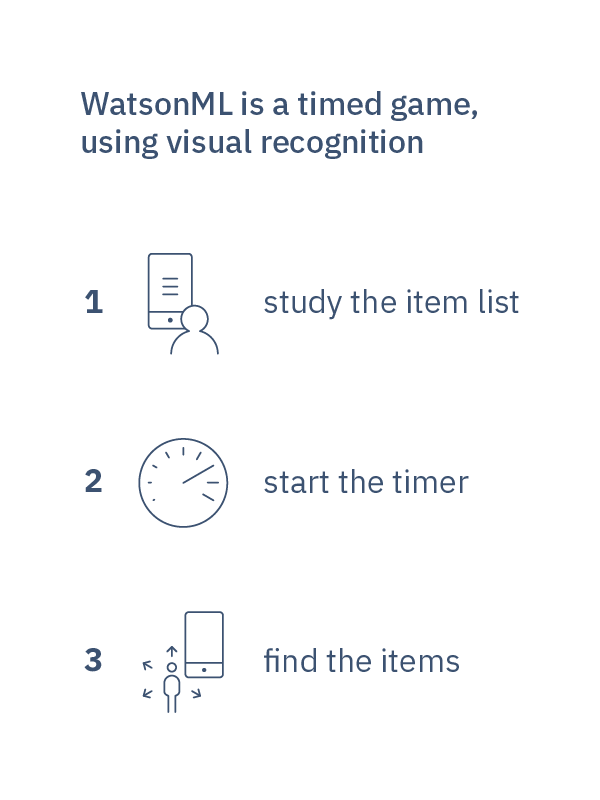 WatsonML is a timed game,
using visual recognition
1 study the item list
2 start the timer
3 find the items